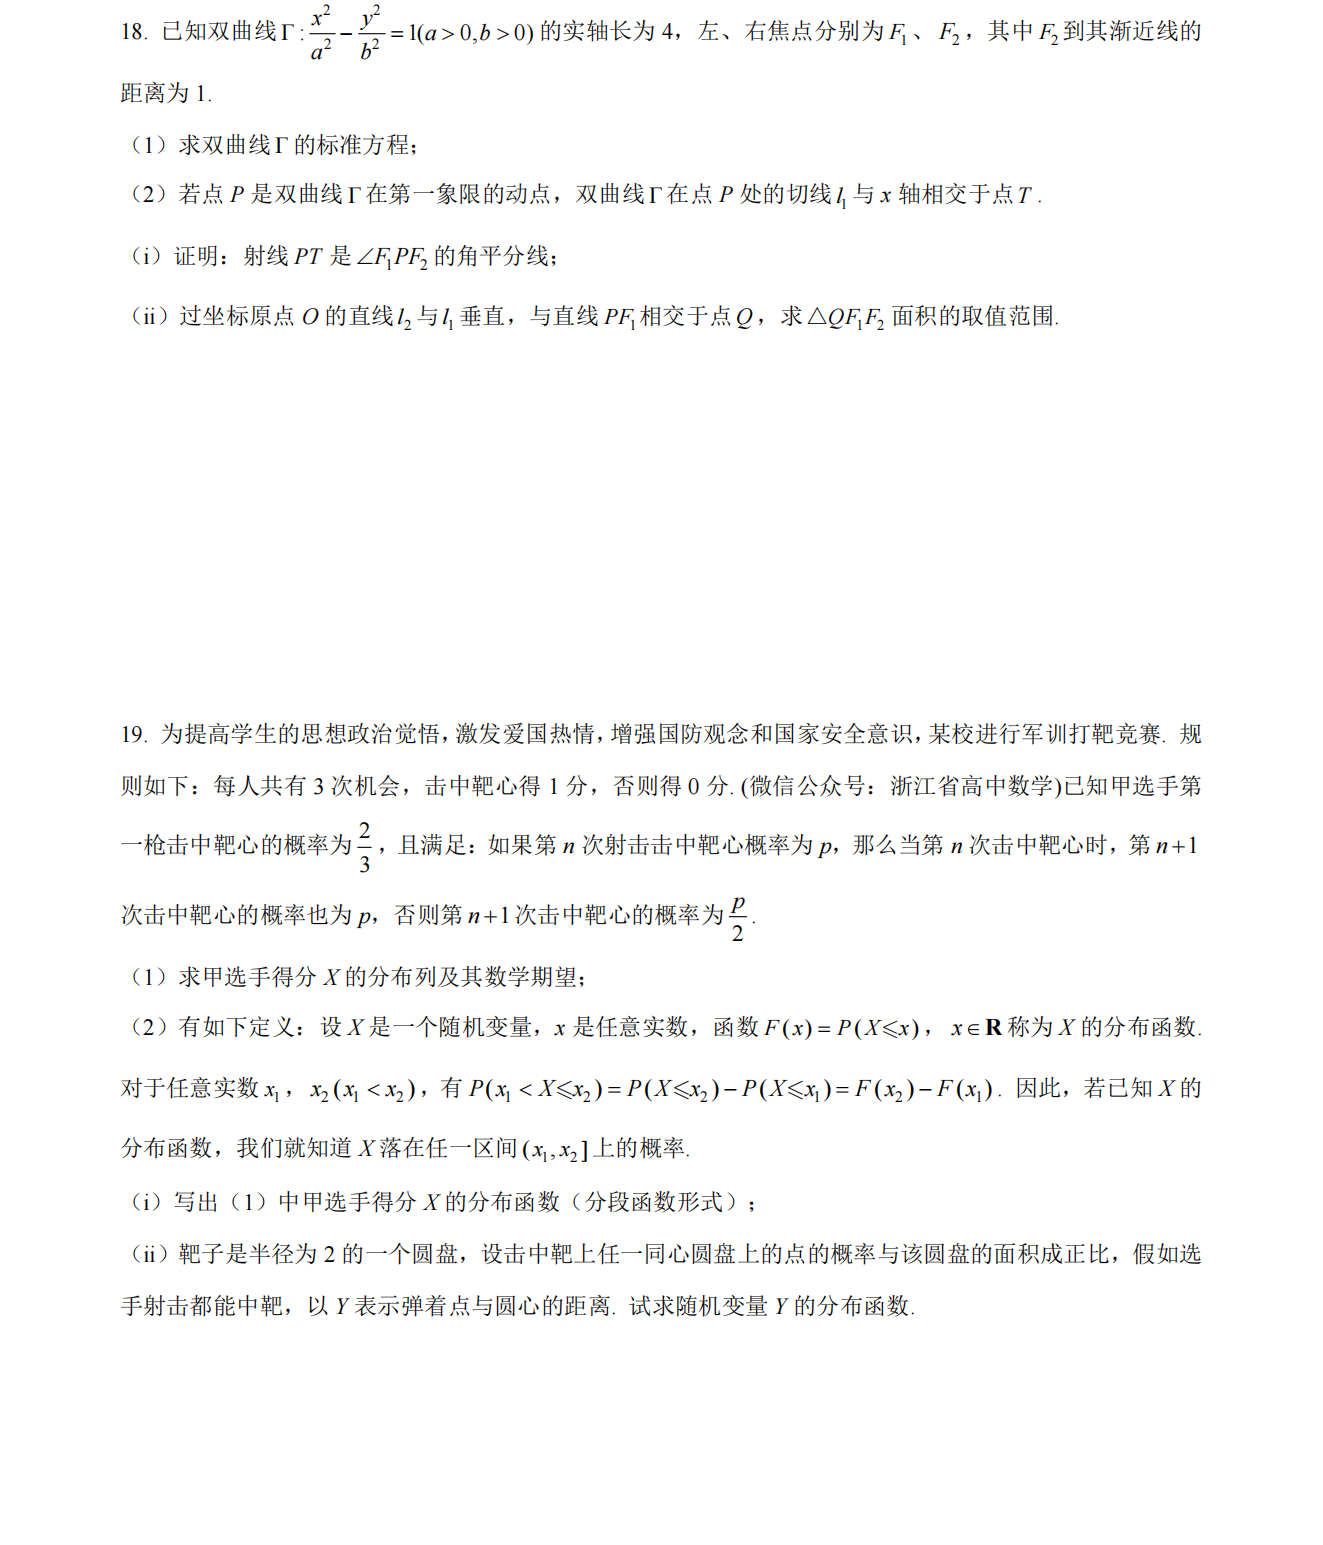 18. 已知双曲线 Γ : x²/a² − y²/b² = 1(a > 0, b > 0) 的实轴长为 4，左、右焦点分别为 F₁、 F₂，其中 F₂ 到其渐近线的
距离为 1.
（1）求双曲线 Γ 的标准方程；
（2）若点 P 是双曲线 Γ 在第一象限的动点，双曲线 Γ 在点 P 处的切线 l₁ 与 x 轴相交于点 T .
（i）证明：射线 PT 是 ∠F₁PF₂ 的角平分线；
（ii）过坐标原点 O 的直线 l₂ 与 l₁ 垂直，与直线 PF₁ 相交于点 Q，求 △QF₁F₂ 面积的取值范围.
19. 为提高学生的思想政治觉悟，激发爱国热情，增强国防观念和国家安全意识，某校进行军训打靶竞赛. 规
则如下：每人共有 3 次机会，击中靶心得 1 分，否则得 0 分. (微信公众号：浙江省高中数学)已知甲选手第
一枪击中靶心的概率为 2/3，且满足：如果第 n 次射击击中靶心概率为 p，那么当第 n 次击中靶心时，第 n+1
次击中靶心的概率也为 p，否则第 n+1 次击中靶心的概率为 p/2.
（1）求甲选手得分 X 的分布列及其数学期望；
（2）有如下定义：设 X 是一个随机变量，x 是任意实数，函数 F(x) = P(X⩽x)， x∈R 称为 X 的分布函数.
对于任意实数 x₁， x₂(x₁ < x₂)，有 P(x₁ < X⩽x₂) = P(X⩽x₂) − P(X⩽x₁) = F(x₂) − F(x₁). 因此，若已知 X 的
分布函数，我们就知道 X 落在任一区间 (x₁, x₂] 上的概率.
（i）写出（1）中甲选手得分 X 的分布函数（分段函数形式）；
（ii）靶子是半径为 2 的一个圆盘，设击中靶上任一同心圆盘上的点的概率与该圆盘的面积成正比，假如选
手射击都能中靶，以 Y 表示弹着点与圆心的距离. 试求随机变量 Y 的分布函数.